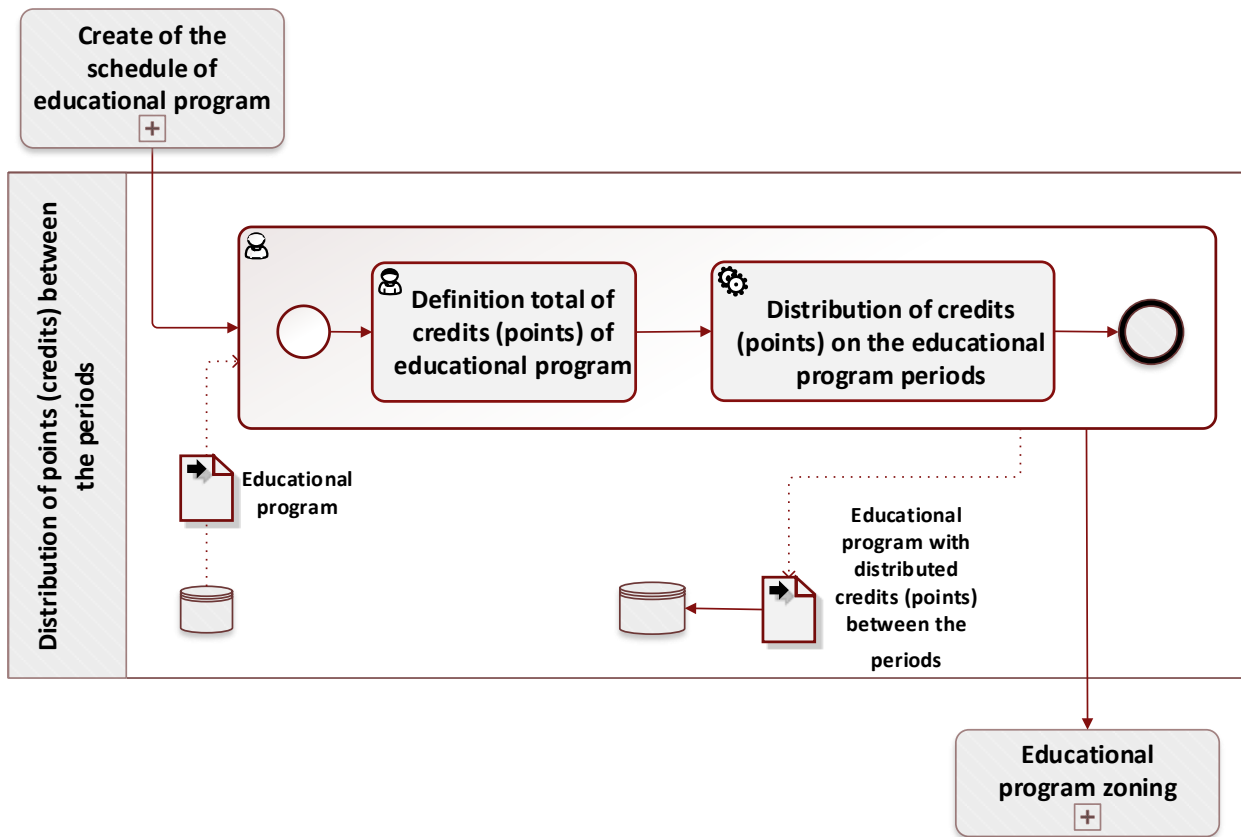 Create of the
schedule of
educational program
Distribution of points (credits) between
the periods
Definition total of
credits (points) of
educational program
Distribution of credits
(points) on the educational
program periods
Educational
program
Educational
program with
distributed
credits (points)
between the
periods
Educational
program zoning